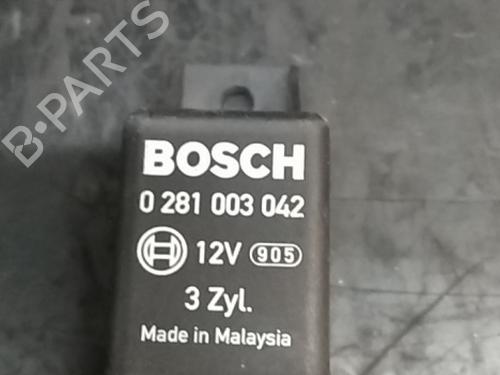 B·PARTS
BOSCH
0 281 003 042
12V 905
3 Zyl.
Made in Malaysia